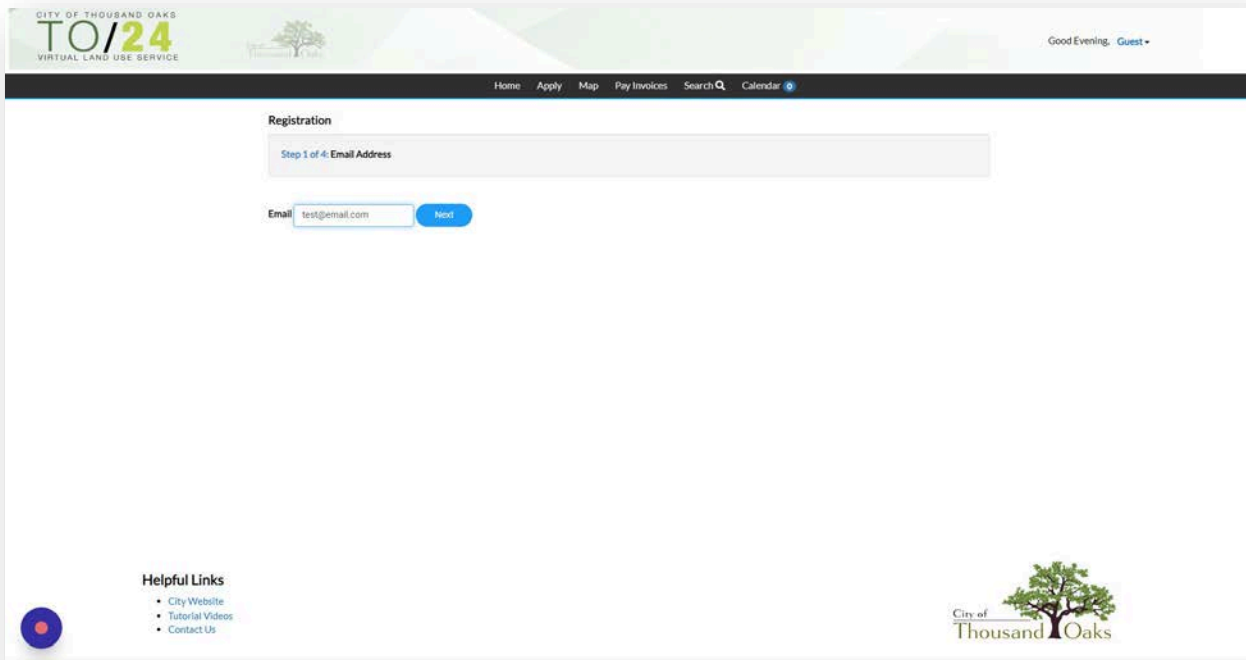 CITY OF THOUSAND OAKS
TO/24
VIRTUAL LAND USE SERVICE
Thousand Oaks
Good Evening, Guest
Home Apply Map Pay Invoices Search Calendar 0
Registration
Step 1 of 4: Email Address
Email test@email.com Next
Helpful Links
• City Website
• Tutorial Videos
• Contact Us
City of
Thousand Oaks